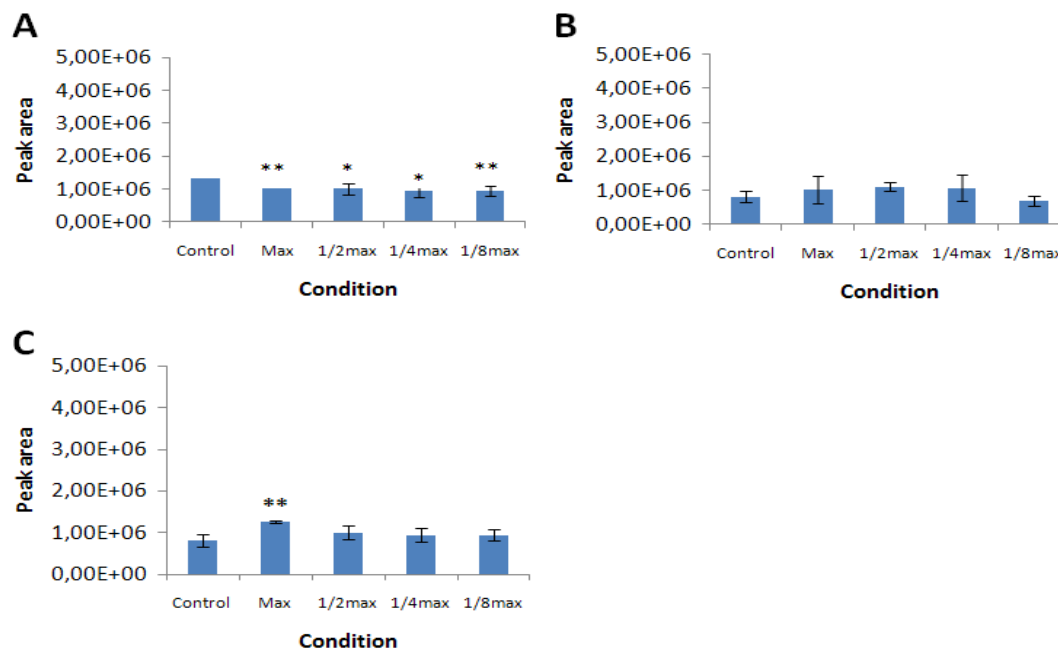 A
5,00E+06
4,00E+06
3,00E+06
2,00E+06
1,00E+06
0,00E+00
Peak area
** * * **
Control Max 1/2max 1/4max 1/8max
Condition
B
5,00E+06
4,00E+06
3,00E+06
2,00E+06
1,00E+06
0,00E+00
Peak area
Control Max 1/2max 1/4max 1/8max
Condition
C
5,00E+06
4,00E+06
3,00E+06
2,00E+06
1,00E+06
0,00E+00
Peak area
**
Control Max 1/2max 1/4max 1/8max
Condition